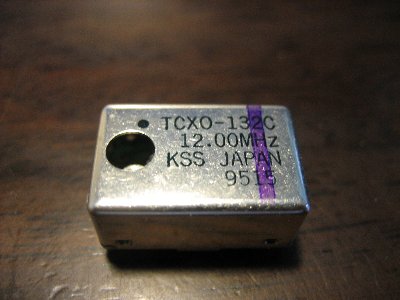 TCXO-132C
12.00MHz
KSS JAPAN
9515